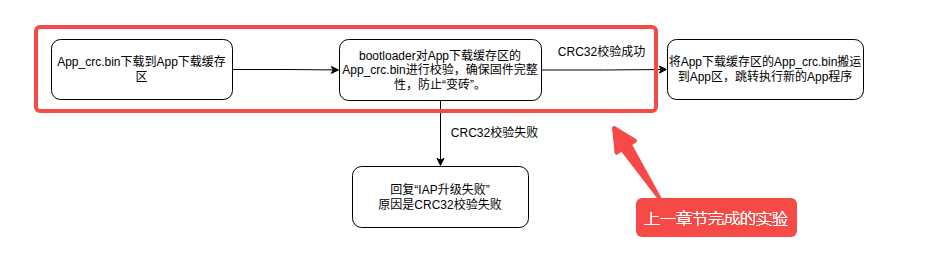 App_crc.bin下载到App下载缓存
区
bootloader对App下载缓存区的
App_crc.bin进行校验，确保固件完整
性，防止“变砖”。
CRC32校验成功
将App下载缓存区的App_crc.bin搬运
到App区，跳转执行新的App程序
CRC32校验失败
回复“IAP升级失败”
原因是CRC32校验失败
上一章节完成的实验